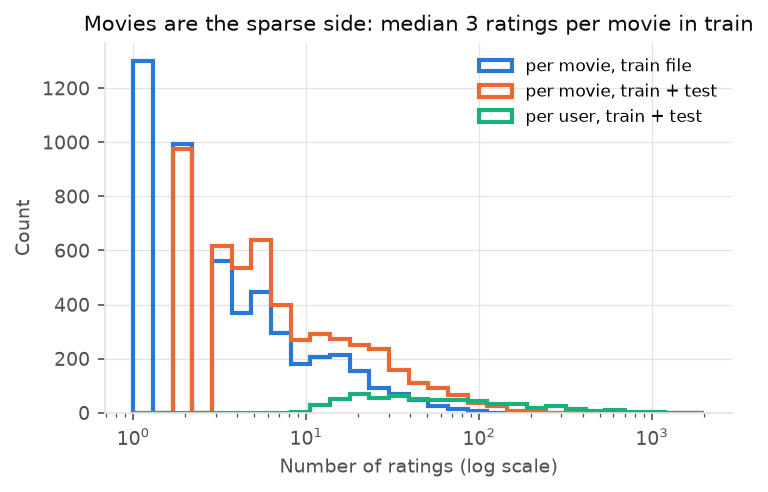 Movies are the sparse side: median 3 ratings per movie in train
per movie, train file
per movie, train + test
per user, train + test
Count
1200
1000
800
600
400
200
0
10⁰ 10¹ 10² 10³
Number of ratings (log scale)